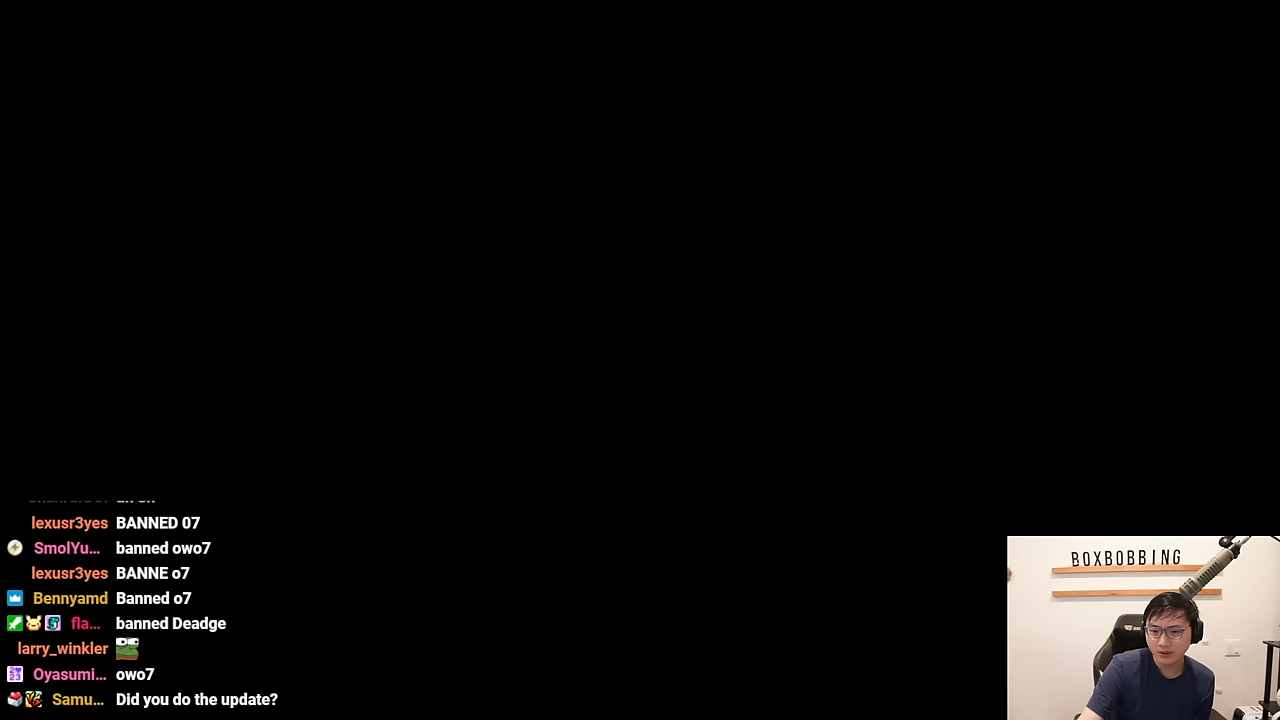 lexusr3yes BANNED 07
SmolYu... banned owo7
lexusr3yes BANNE o7
Bennyamd Banned o7
fla... banned Deadge
larry_winkler
Oyasumi... owo7
Samu... Did you do the update?
BOXBOBBING